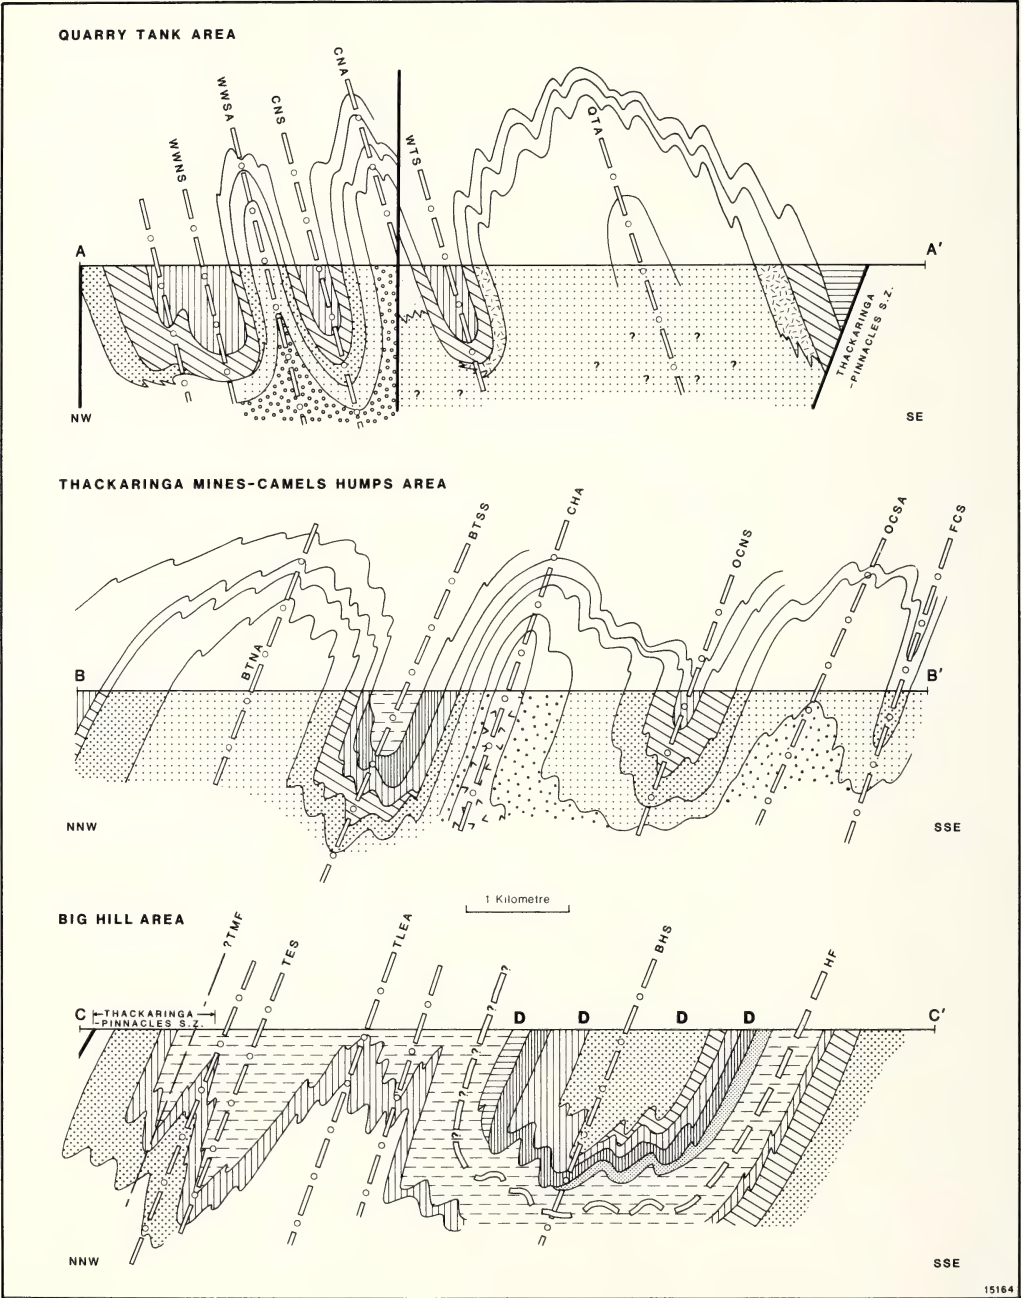 QUARRY TANK AREA
CNA
WWSA
CNS
WWNS
WTS
QTA
A
A'
THACKARINGA
-PINNACLES S.Z.
?
?
?
?
?
?
?
?
NW
SE
THACKARINGA MINES-CAMELS HUMPS AREA
BTSS
CHA
OCNS
OCSA
FCS
BTNA
B
B'
NNW
SSE
1 Kilometre
BIG HILL AREA
?TMF
TES
TLEA
BHS
HF
?
C
THACKARINGA
-PINNACLES S.Z.
D
D
D
D
C'
?
?
?
?
NNW
SSE
15164